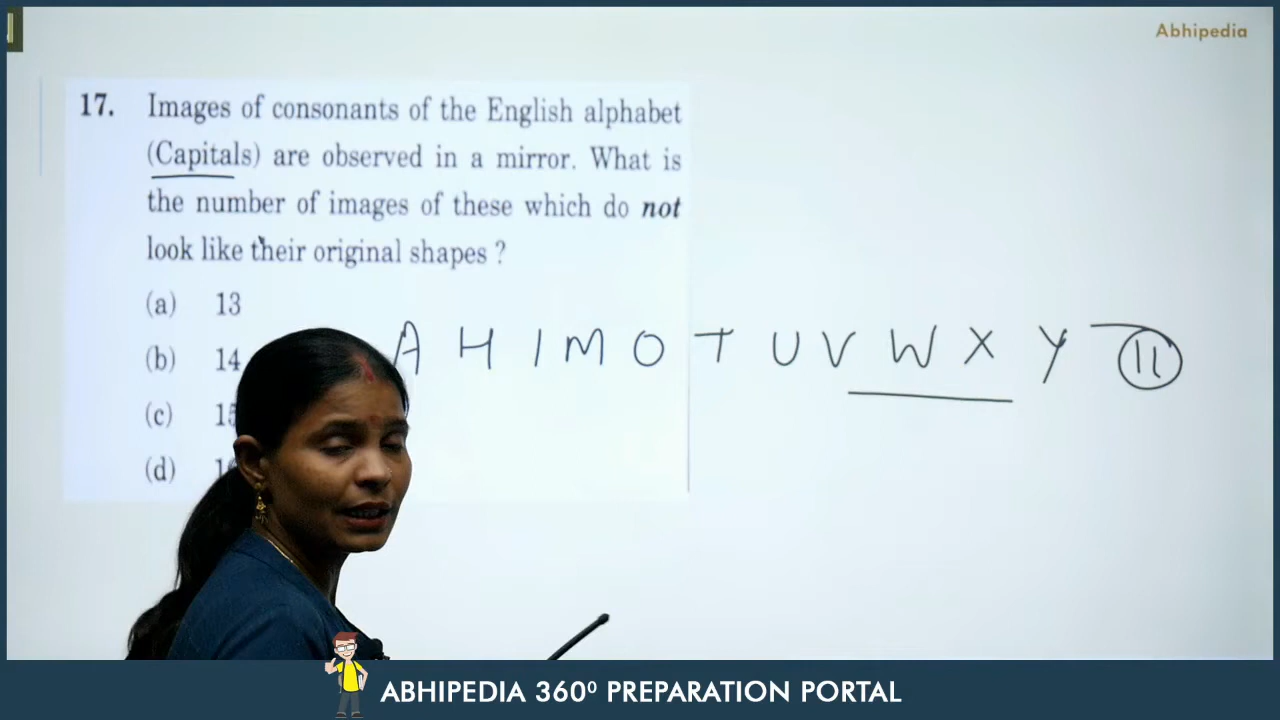 Abhipedia
17. Images of consonants of the English alphabet
(Capitals) are observed in a mirror. What is
the number of images of these which do not
look like their original shapes ?
(a) 13
(b) 14
(c)
(d)
A H I M O T U V W X Y 11
ABHIPEDIA 360⁰ PREPARATION PORTAL